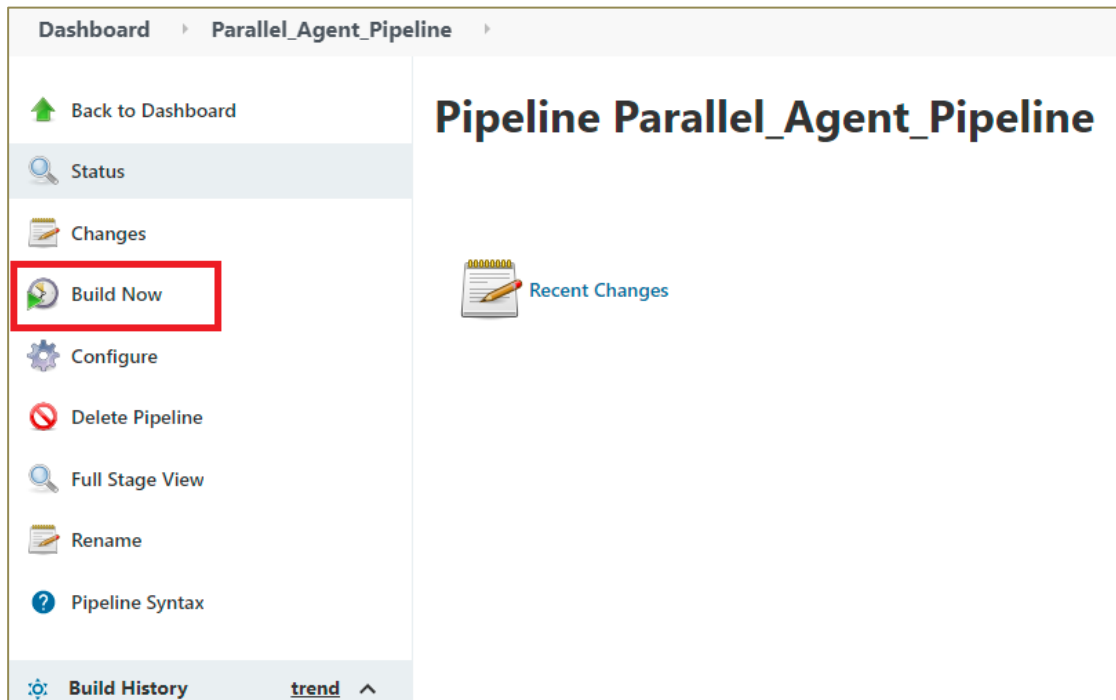 Dashboard Parallel_Agent_Pipeline
Back to Dashboard
Status
Changes
Build Now
Configure
Delete Pipeline
Full Stage View
Rename
Pipeline Syntax
Build History trend
Pipeline Parallel_Agent_Pipeline
Recent Changes